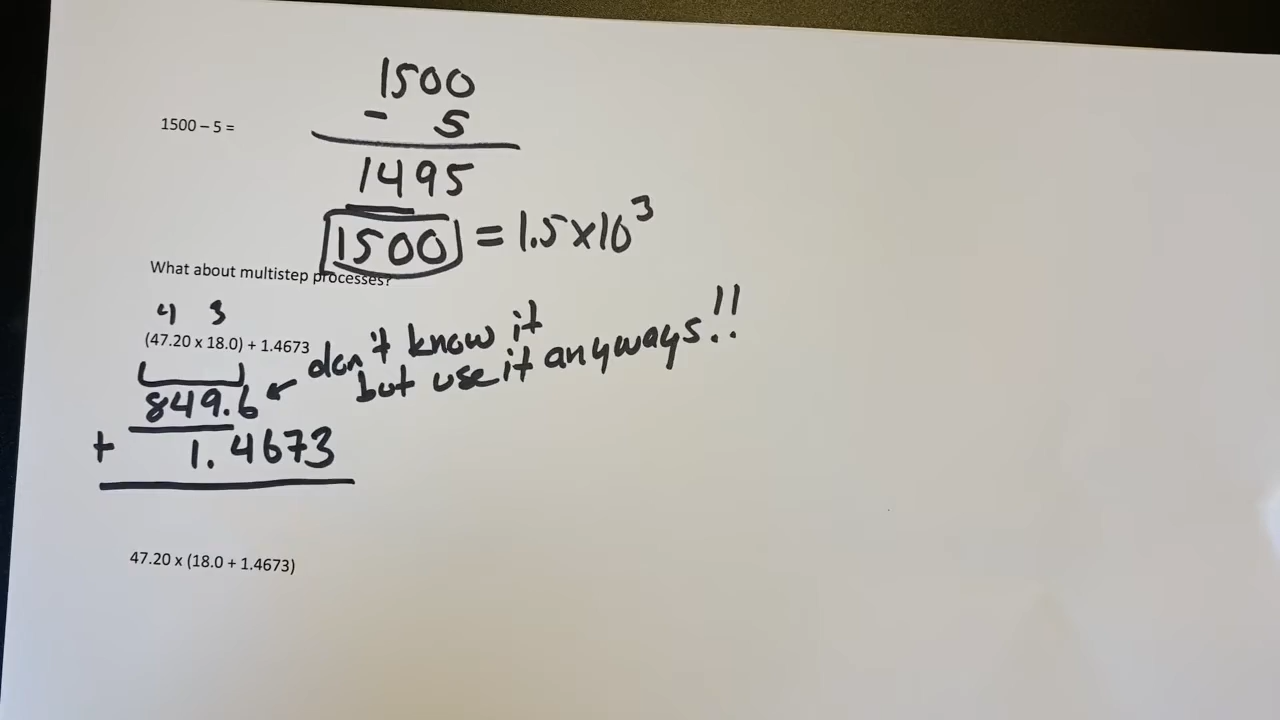 1500
- 5
1500 – 5 =
1495
1500 = 1.5x10³
What about multistep processes?
4 3
(47.20 x 18.0) + 1.4673
don't know it
but use it anyways!!
849.6
+ 1.4673
47.20 x (18.0 + 1.4673)